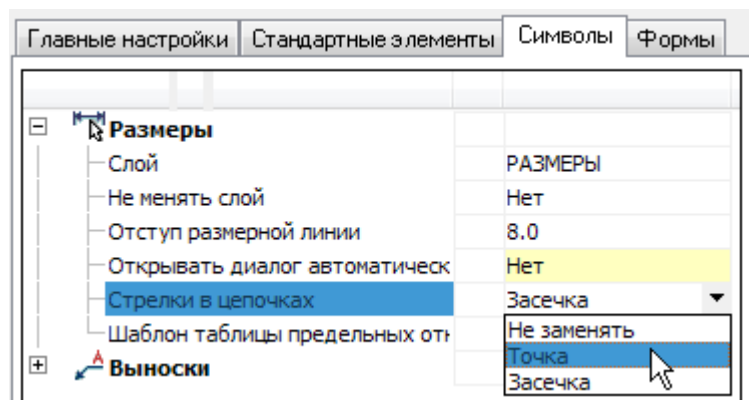 Главные настройки Стандартные элементы Символы Формы
Размеры
Слой РАЗМЕРЫ
Не менять слой Нет
Отступ размерной линии 8.0
Открывать диалог автоматическ Нет
Стрелки в цепочках Засечка
Шаблон таблицы предельных отн Не заменять
Точка
Выноски Засечка